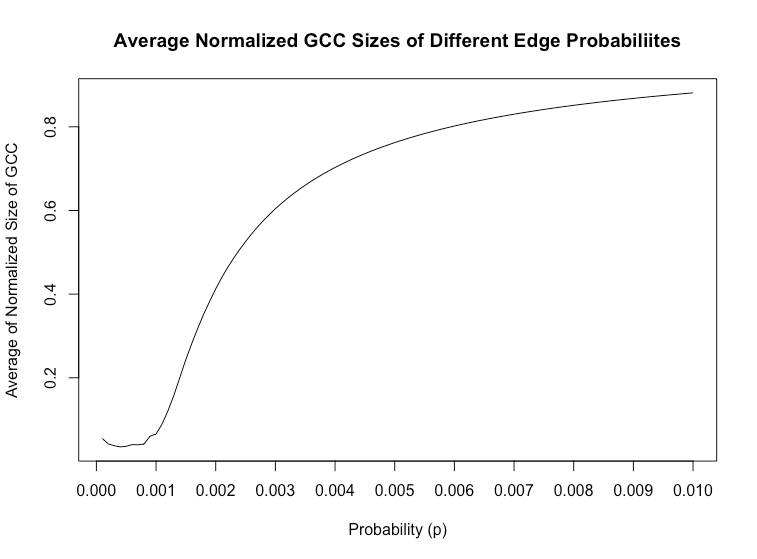 Average Normalized GCC Sizes of Different Edge Probabiliites
Average of Normalized Size of GCC
0.8
0.6
0.4
0.2
0.000 0.001 0.002 0.003 0.004 0.005 0.006 0.007 0.008 0.009 0.010
Probability (p)